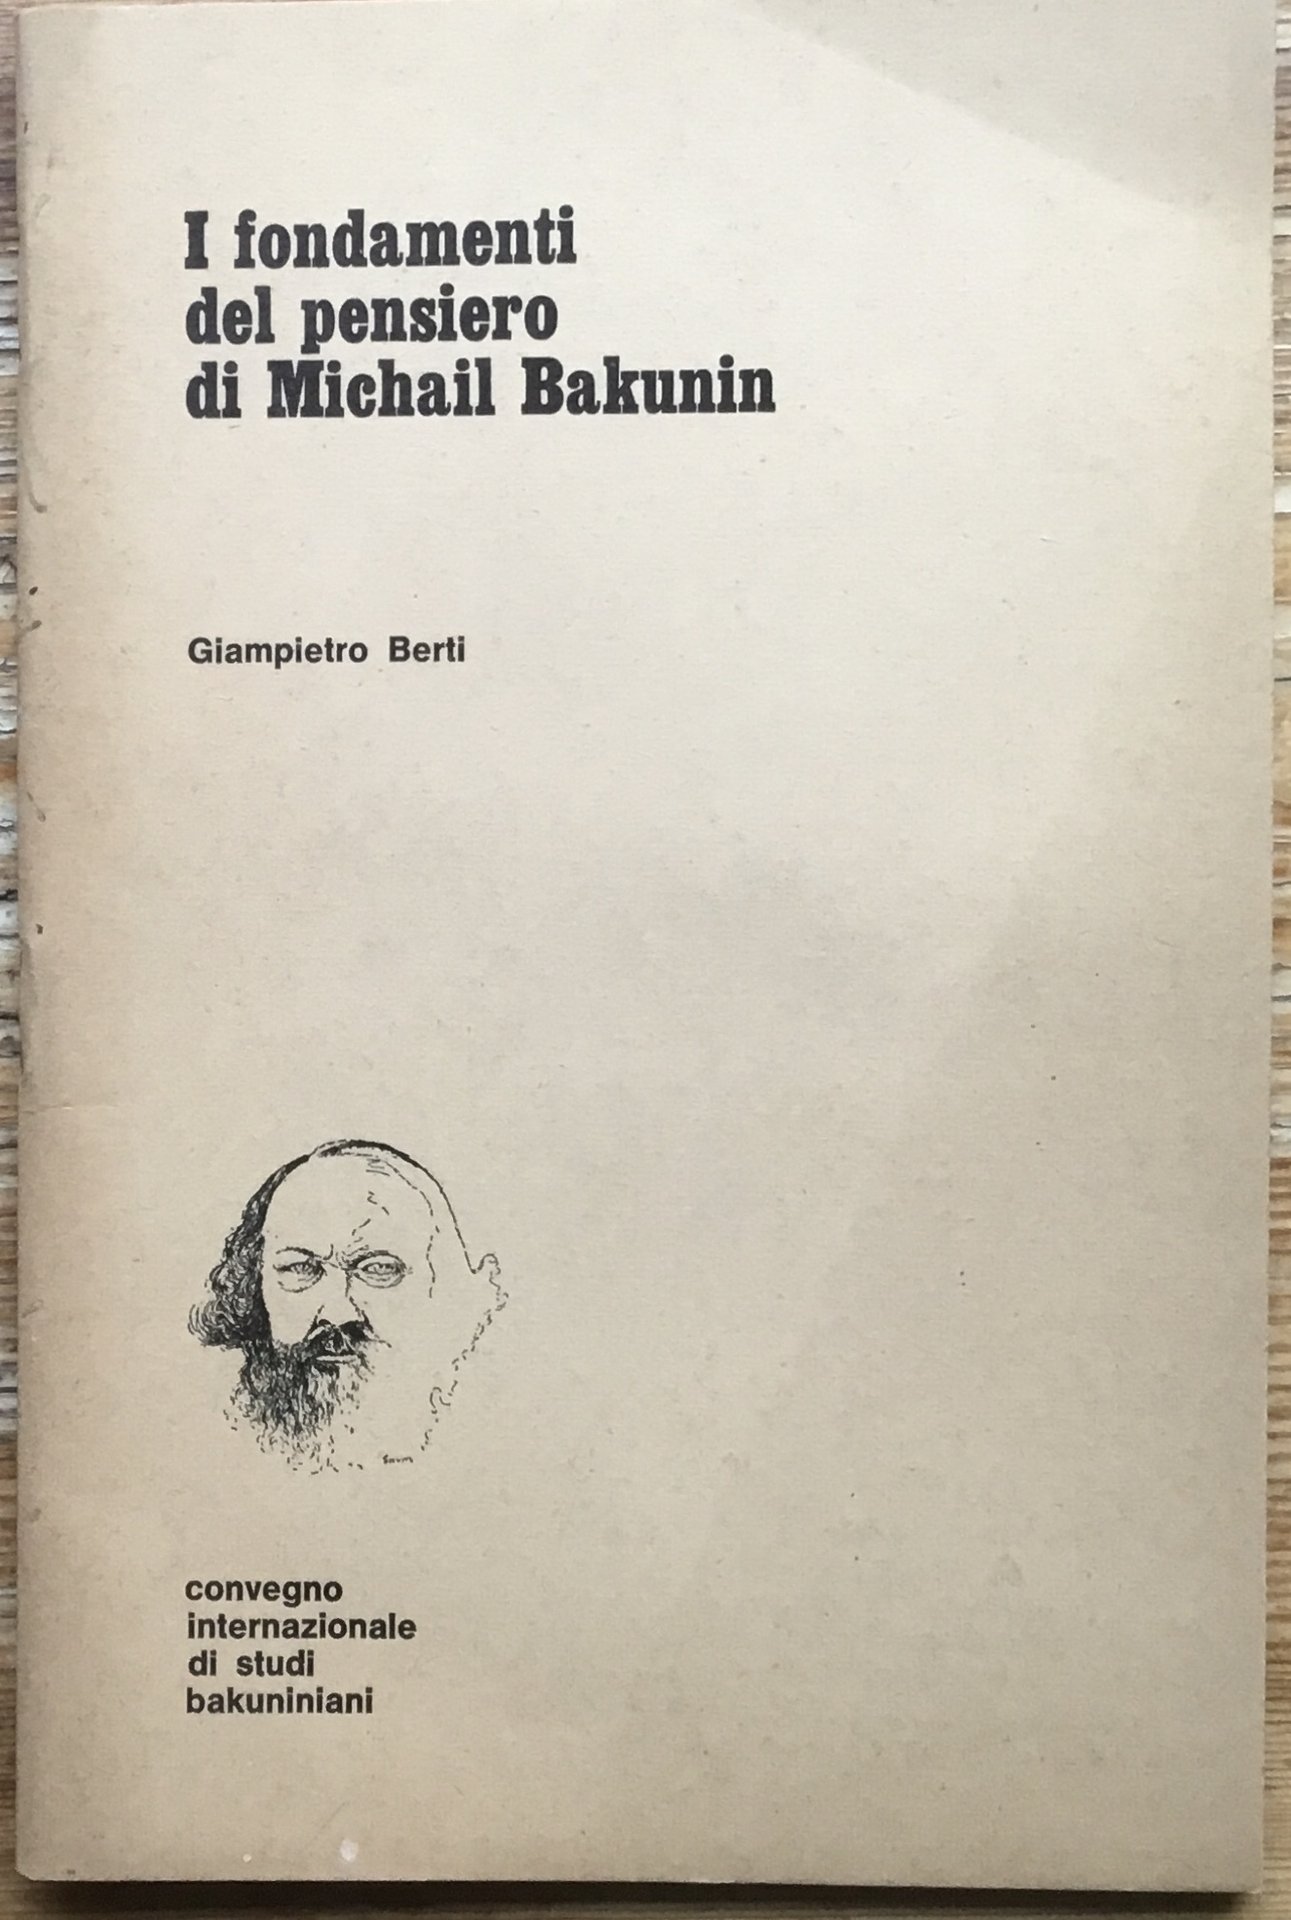 I fondamenti
del pensiero
di Michail Bakunin
Giampietro Berti
convegno
internazionale
di studi
bakuniniani